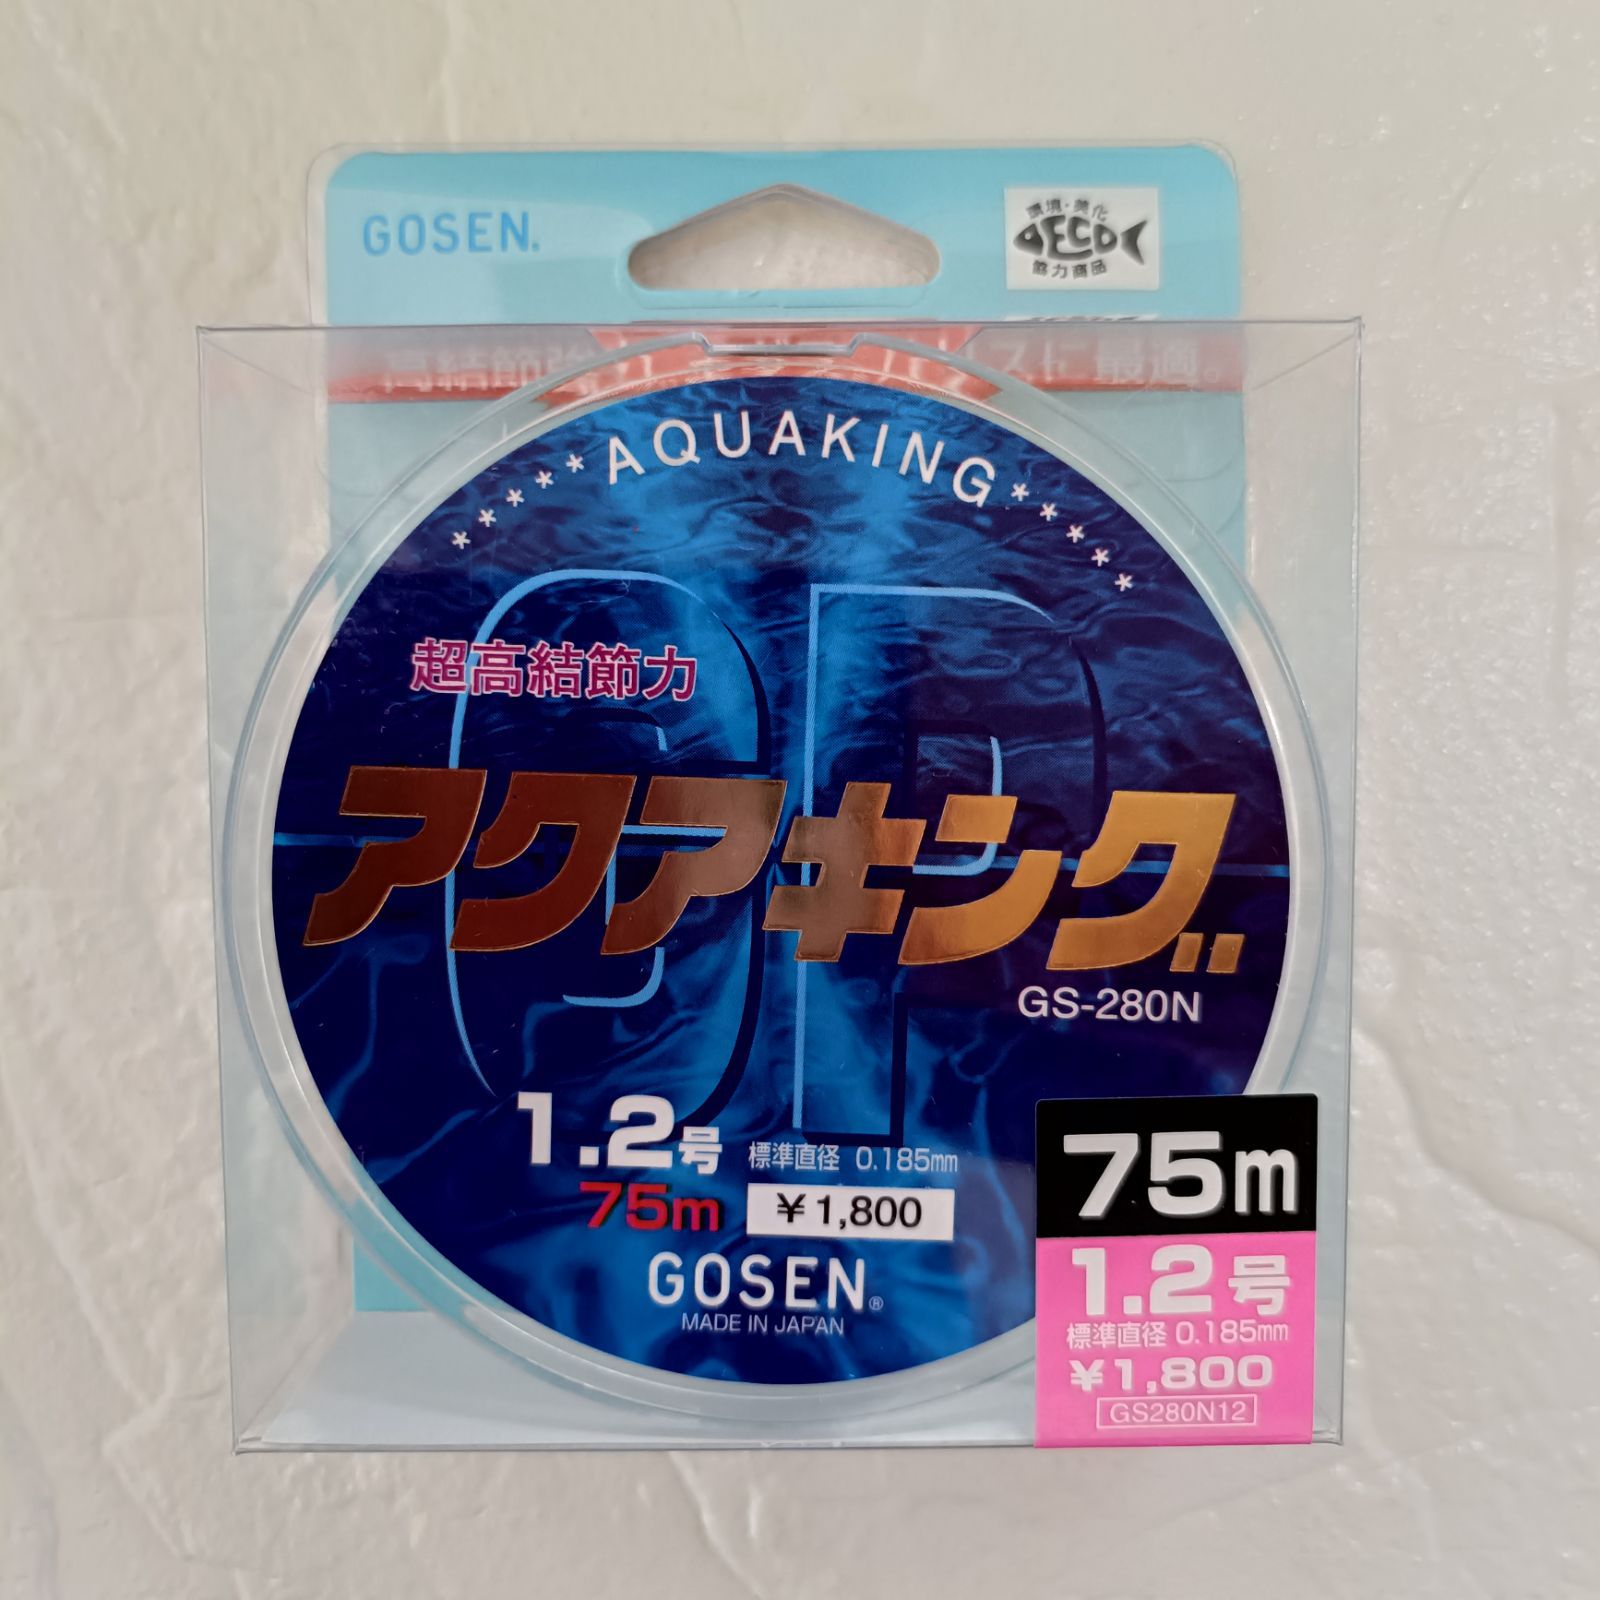 GOSEN.
環境・美化
ECO
協力商品
AQUAKING
超高結節力
GP
アクアキング
GS-280N
1.2号
標準直径 0.185mm
75m
¥1,800
GOSEN®
MADE IN JAPAN
75m
1.2号
標準直径 0.185mm
¥1,800
GS280N12